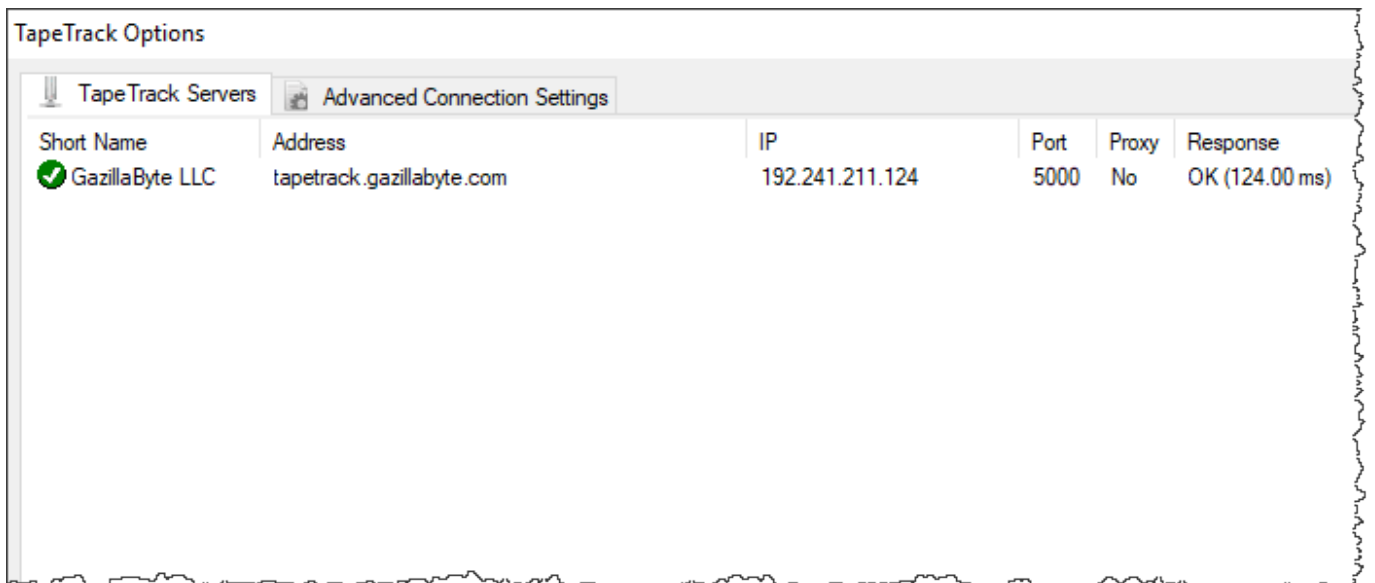 TapeTrack Options
TapeTrack Servers Advanced Connection Settings
Short Name Address IP Port Proxy Response
GazillaByte LLC tapetrack.gazillabyte.com 192.241.211.124 5000 No OK (124.00 ms)